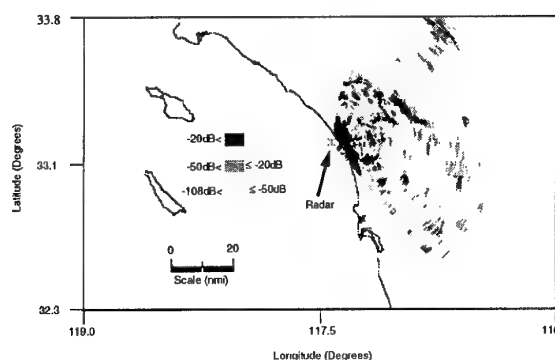 33.8
Latitude (Degrees)
-20dB<
33.1
-50dB< ≤ -20dB
-108dB< ≤ -50dB
Radar
0 20
Scale (nmi)
32.3
119.0 117.5 116
Longitude (Degrees)